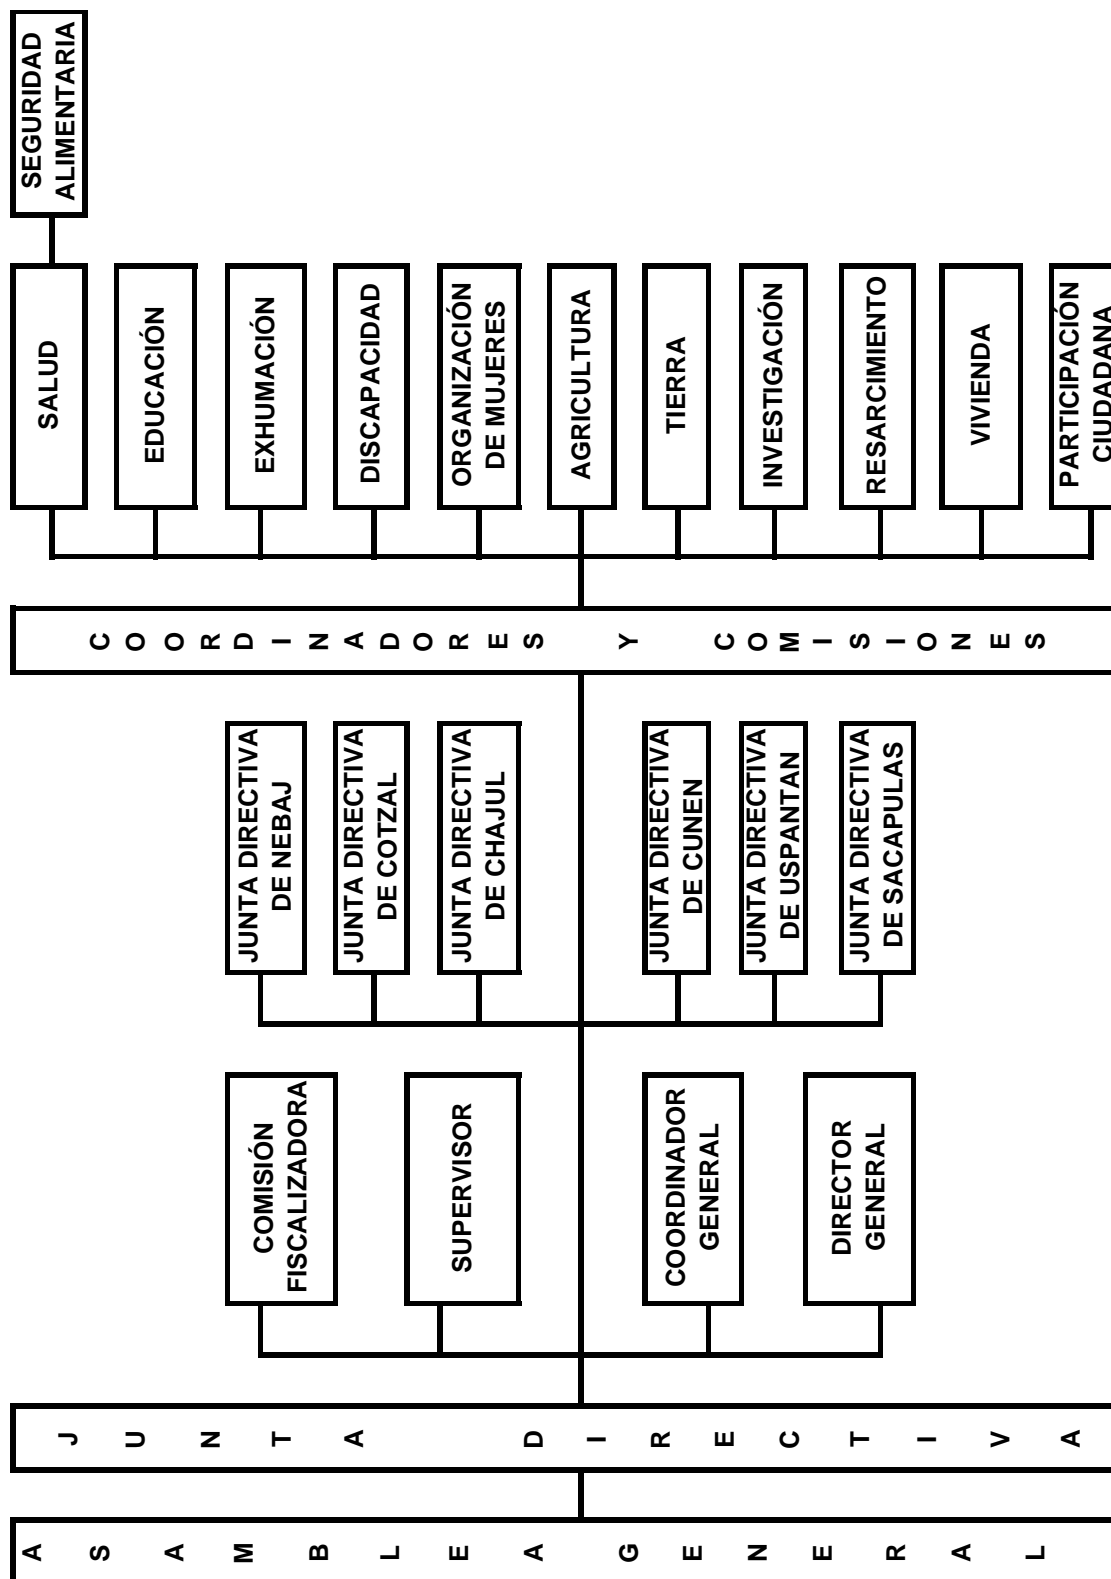 ASAMBLEA GENERAL
JUNTA DIRECTIVA
COMISIÓN
FISCALIZADORA
SUPERVISOR
COORDINADOR
GENERAL
DIRECTOR
GENERAL
JUNTA DIRECTIVA
DE NEBAJ
JUNTA DIRECTIVA
DE COTZAL
JUNTA DIRECTIVA
DE CHAJUL
JUNTA DIRECTIVA
DE CUNEN
JUNTA DIRECTIVA
DE USPANTAN
JUNTA DIRECTIVA
DE SACAPULAS
COORDINADORES Y COMISIONES
SALUD
EDUCACIÓN
EXHUMACIÓN
DISCAPACIDAD
ORGANIZACIÓN
DE MUJERES
AGRICULTURA
TIERRA
INVESTIGACIÓN
RESARCIMIENTO
VIVIENDA
PARTICIPACIÓN
CIUDADANA
SEGURIDAD
ALIMENTARIA